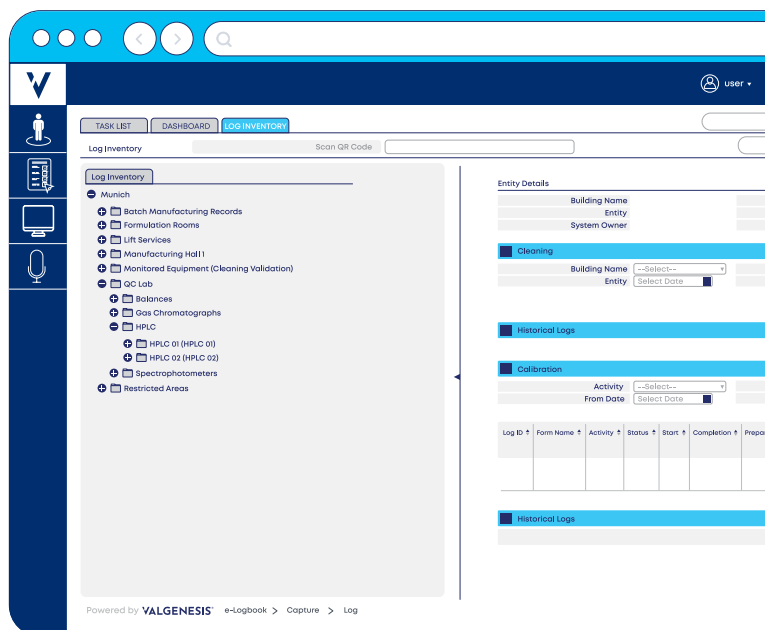 user
TASK LIST DASHBOARD LOG INVENTORY
Log Inventory Scan QR Code
Log Inventory
Munich
Batch Manufacturing Records
Formulation Rooms
Lift Services
Manufacturing Hall 1
Monitored Equipment (Cleaning Validation)
QC Lab
Balances
Gas Chromatographs
HPLC
HPLC 01 (HPLC 01)
HPLC 02 (HPLC 02)
Spectrophotometers
Restricted Areas
Entity Details
Building Name
Entity
System Owner
Cleaning
Building Name --Select--
Entity Select Date
Historical Logs
Calibration
Activity --Select--
From Date Select Date
Log ID Form Name Activity Status Start Completion Prepa
Historical Logs
Powered by VALGENESIS® e-Logbook > Capture > Log